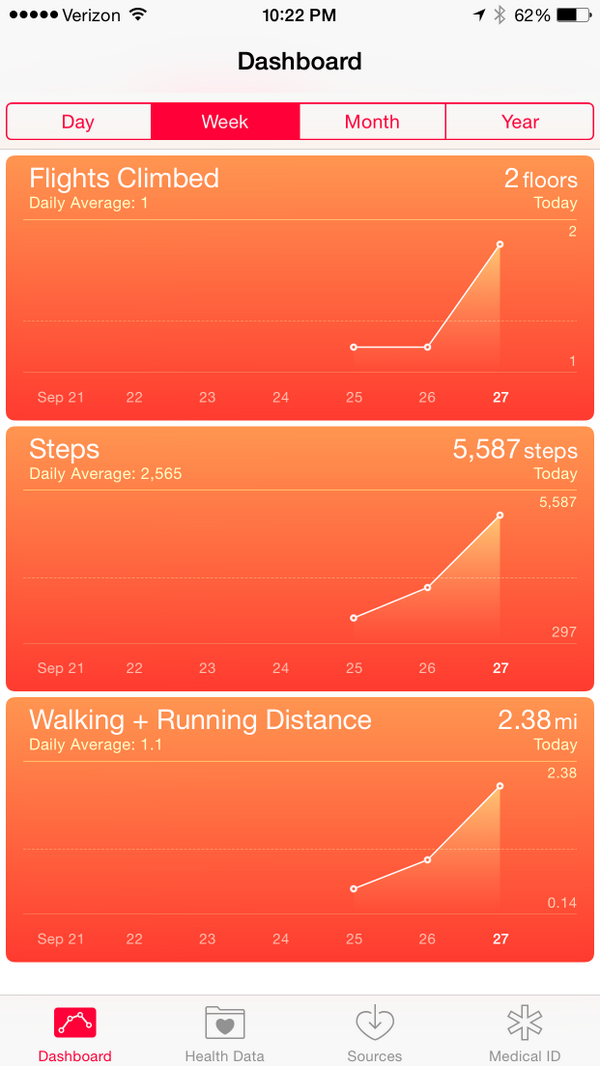 Verizon 10:22 PM 62%
Dashboard
Day Week Month Year
Flights Climbed 2 floors
Daily Average: 1 Today
2
1
Sep 21 22 23 24 25 26 27
Steps 5,587 steps
Daily Average: 2,565 Today
5,587
297
Sep 21 22 23 24 25 26 27
Walking + Running Distance 2.38 mi
Daily Average: 1.1 Today
2.38
0.14
Sep 21 22 23 24 25 26 27
Dashboard Health Data Sources Medical ID